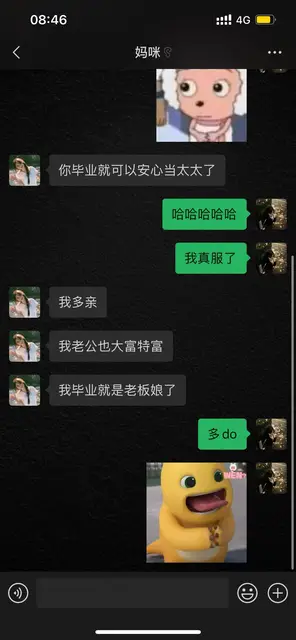 08:46
4G
妈咪
你毕业就可以安心当太太了
哈哈哈哈哈
我真服了
我多亲
我老公也大富特富
我毕业就是老板娘了
多do